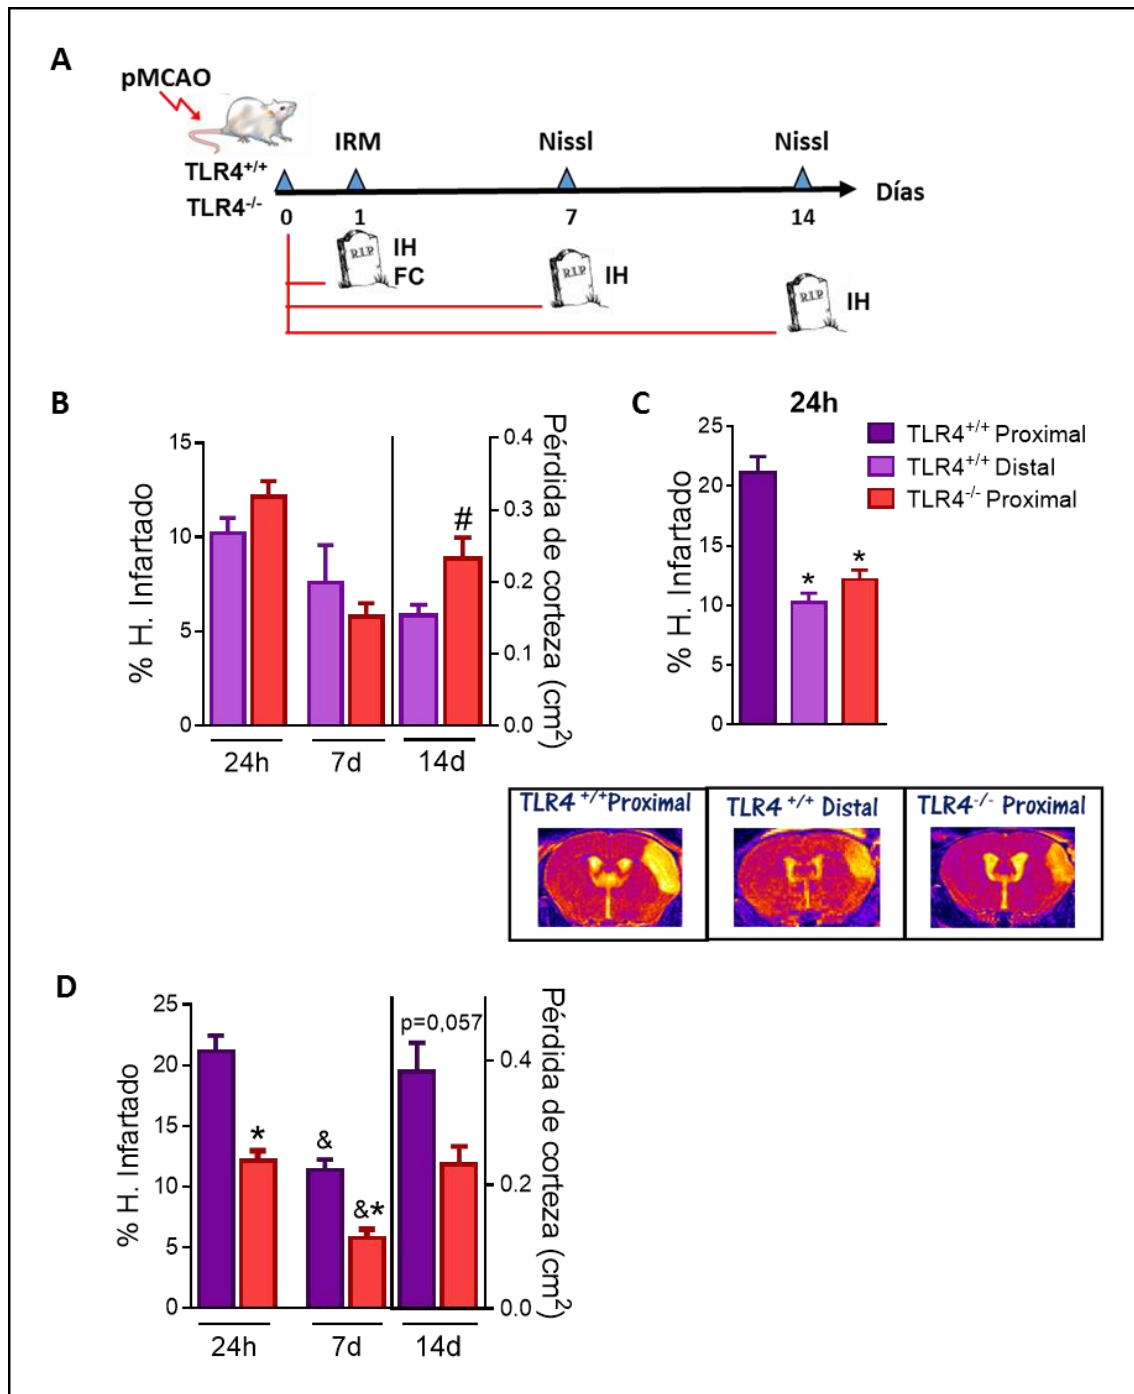 A
pMCAO
IRM
Nissl
Nissl
TLR4+/+
TLR4-/-
Días
0
1
7
14
R.I.P
IH
FC
R.I.P
IH
R.I.P
IH
B
% H. Infartado
15
10
5
0
#
0.4
0.3
0.2
0.1
0.0
Pérdida de corteza (cm²)
24h
7d
14d
C
24h
% H. Infartado
25
20
15
10
5
0
*
*
TLR4+/+ Proximal
TLR4+/+ Distal
TLR4-/- Proximal
TLR4+/+Proximal
TLR4+/+ Distal
TLR4-/- Proximal
D
% H. Infartado
25
20
15
10
5
0
*
&
&*
p=0,057
0.4
0.2
0.0
Pérdida de corteza (cm²)
24h
7d
14d